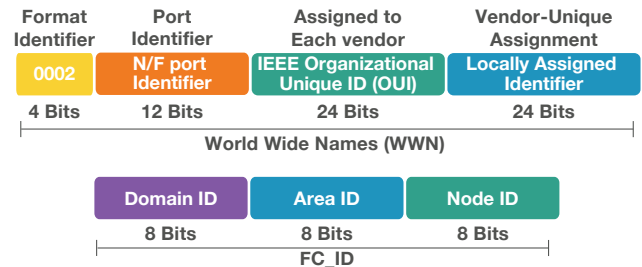 Format Identifier
Port Identifier
Assigned to Each vendor
Vendor-Unique Assignment
0002
N/F port Identifier
IEEE Organizational Unique ID (OUI)
Locally Assigned Identifier
4 Bits
12 Bits
24 Bits
24 Bits
World Wide Names (WWN)
Domain ID
Area ID
Node ID
8 Bits
8 Bits
8 Bits
FC_ID